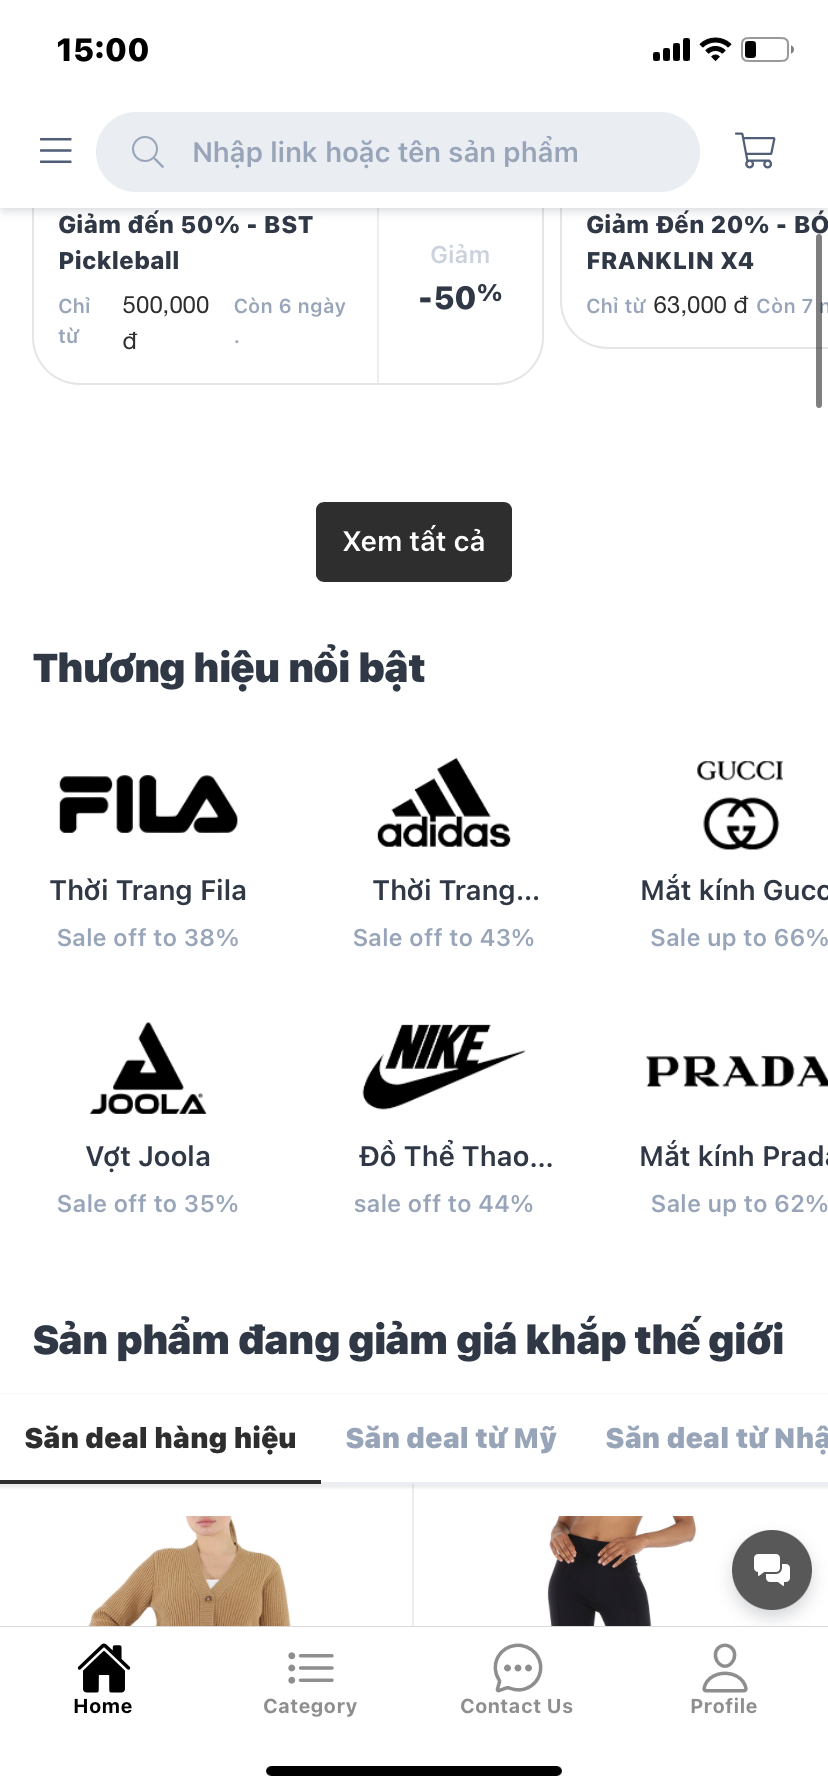 15:00
Nhập link hoặc tên sản phẩm
Giảm đến 50% - BST
Pickleball
Chỉ từ
500,000 đ
Còn 6 ngày .
Giảm
-50%
Giảm Đến 20% - BÓ
FRANKLIN X4
Chỉ từ 63,000 đ Còn 7 n
Xem tất cả
Thương hiệu nổi bật
FILA
adidas
GUCCI
Thời Trang Fila
Thời Trang...
Mắt kính Gucc
Sale off to 38%
Sale off to 43%
Sale up to 66%
JOOLA
NIKE
PRADA
Vợt Joola
Đồ Thể Thao...
Mắt kính Prada
Sale off to 35%
sale off to 44%
Sale up to 62%
Sản phẩm đang giảm giá khắp thế giới
Săn deal hàng hiệu
Săn deal từ Mỹ
Săn deal từ Nhậ
Home
Category
Contact Us
Profile